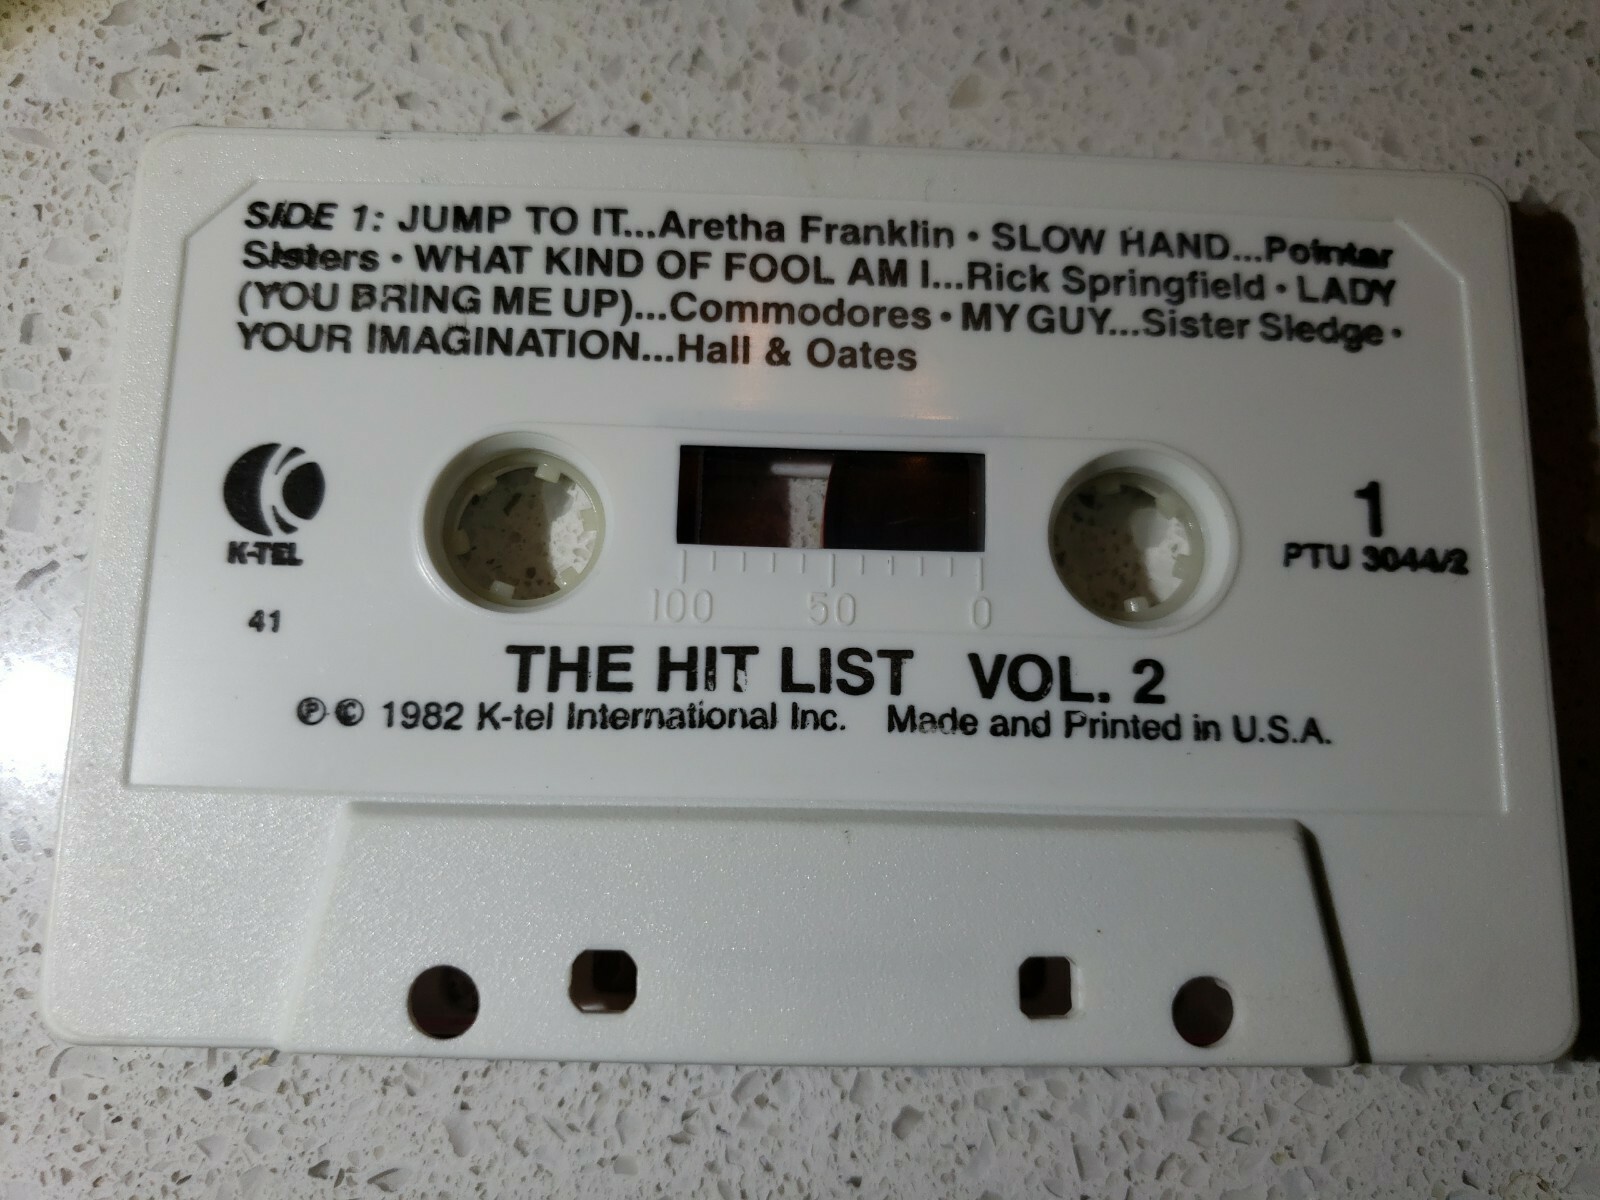 SIDE 1: JUMP TO IT...Aretha Franklin • SLOW HAND...Pointer
Sisters • WHAT KIND OF FOOL AM I...Rick Springfield • LADY
(YOU BRING ME UP)...Commodores • MY GUY...Sister Sledge •
YOUR IMAGINATION...Hall & Oates
K-TEL
41
1
PTU 3044/2
100 50 0
THE HIT LIST VOL. 2
℗ © 1982 K-tel International Inc. Made and Printed in U.S.A.